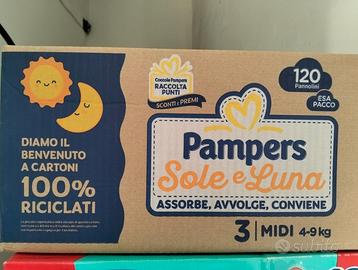 Coccole Pampers
RACCOLTA
PUNTI
SCONTI e PREMI
120
Pannolini
ESA
PACCO
DIAMO IL
BENVENUTO
A CARTONI
100%
RICICLATI
Pampers
Sole e Luna
ASSORBE, AVVOLGE, CONVIENE
3 | MIDI 4-9 kg
subito